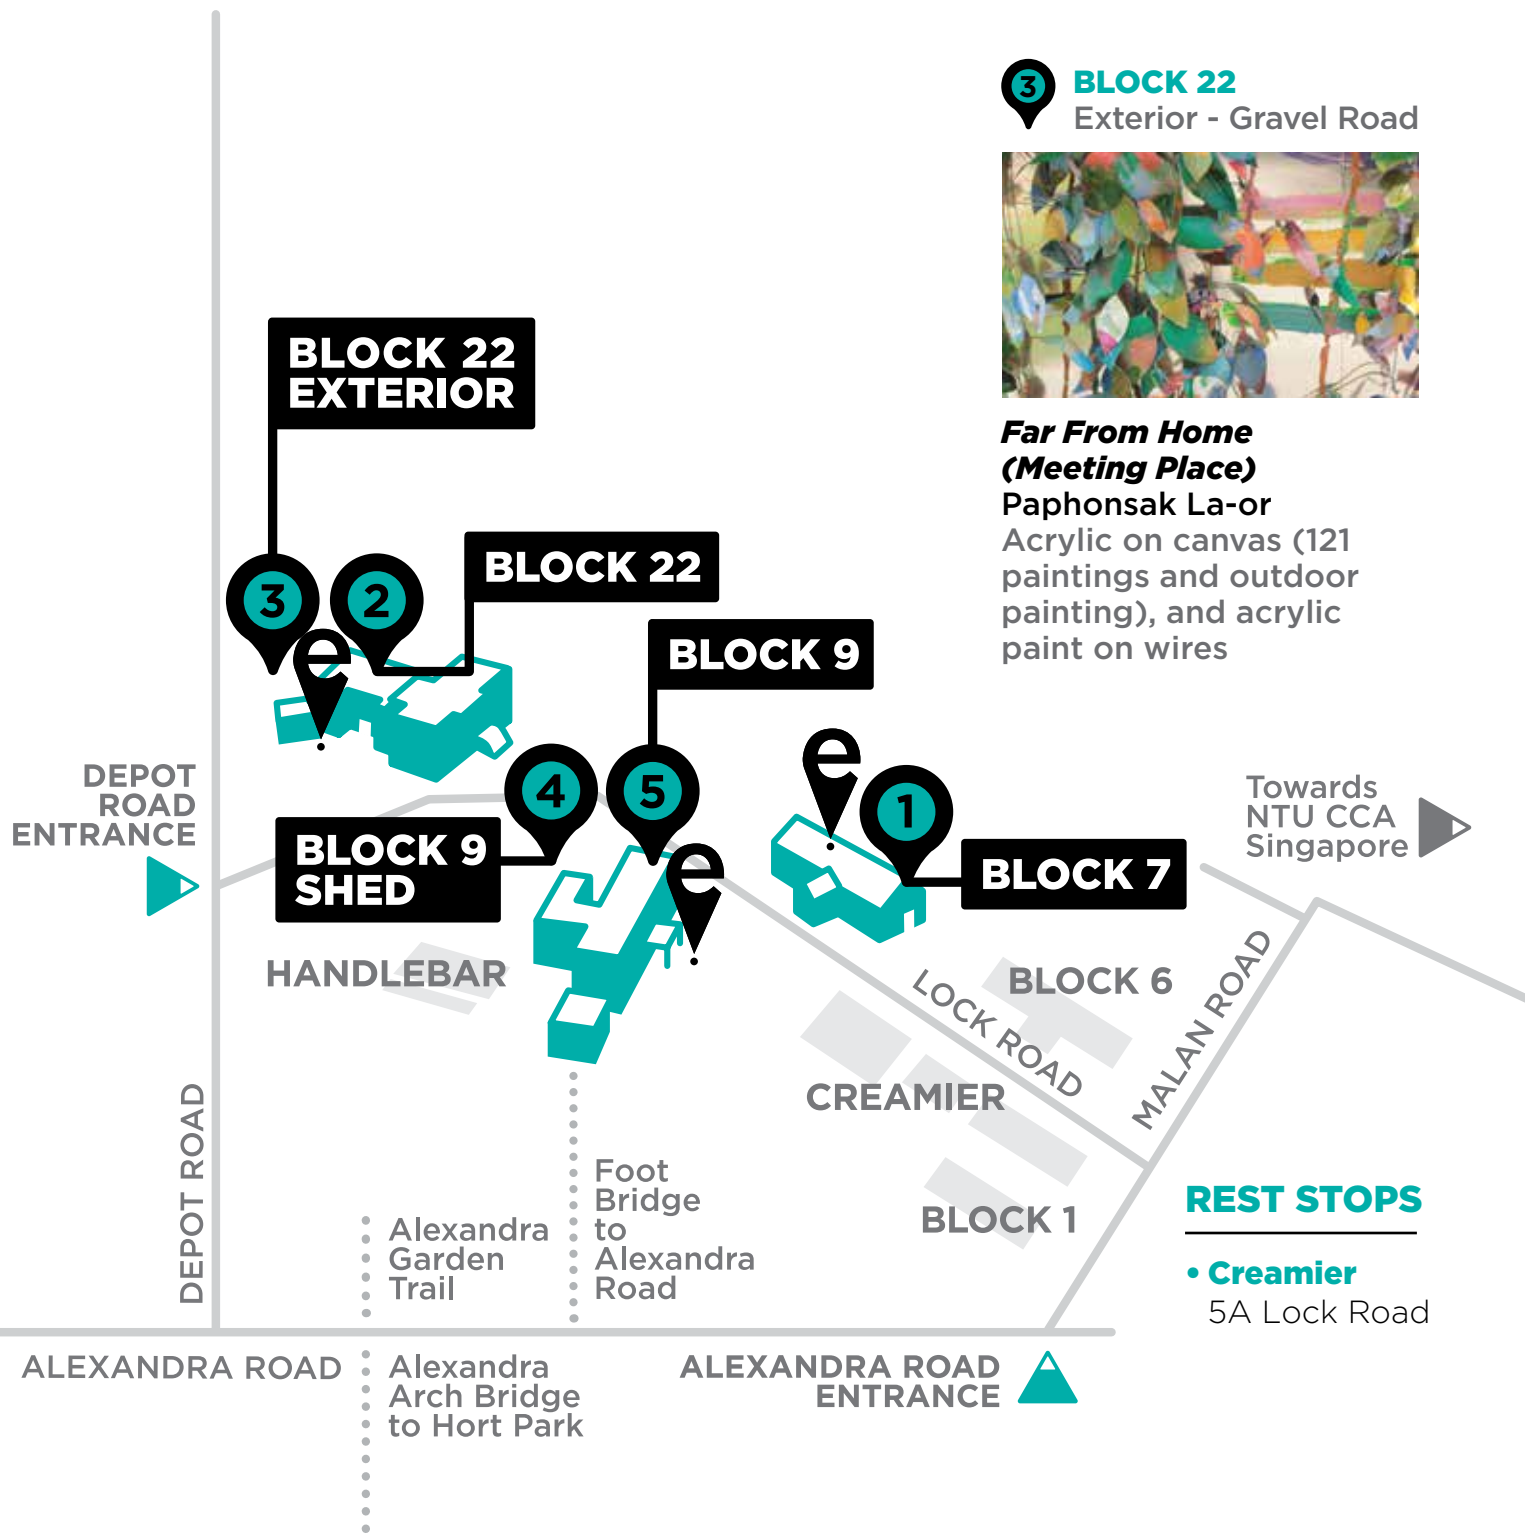 3
BLOCK 22
Exterior - Gravel Road
Far From Home
(Meeting Place)
Paphonsak La-or
Acrylic on canvas (121
paintings and outdoor
painting), and acrylic
paint on wires
BLOCK 22
EXTERIOR
3
2
BLOCK 22
e
BLOCK 9
4
5
e
BLOCK 9
SHED
e
1
BLOCK 7
DEPOT
ROAD
ENTRANCE
Towards
NTU CCA
Singapore
HANDLEBAR
LOCK ROAD
BLOCK 6
MALAN ROAD
CREAMIER
BLOCK 1
DEPOT ROAD
Alexandra
Garden
Trail
Foot
Bridge
to
Alexandra
Road
REST STOPS
• Creamier
5A Lock Road
ALEXANDRA ROAD
Alexandra
Arch Bridge
to Hort Park
ALEXANDRA ROAD
ENTRANCE